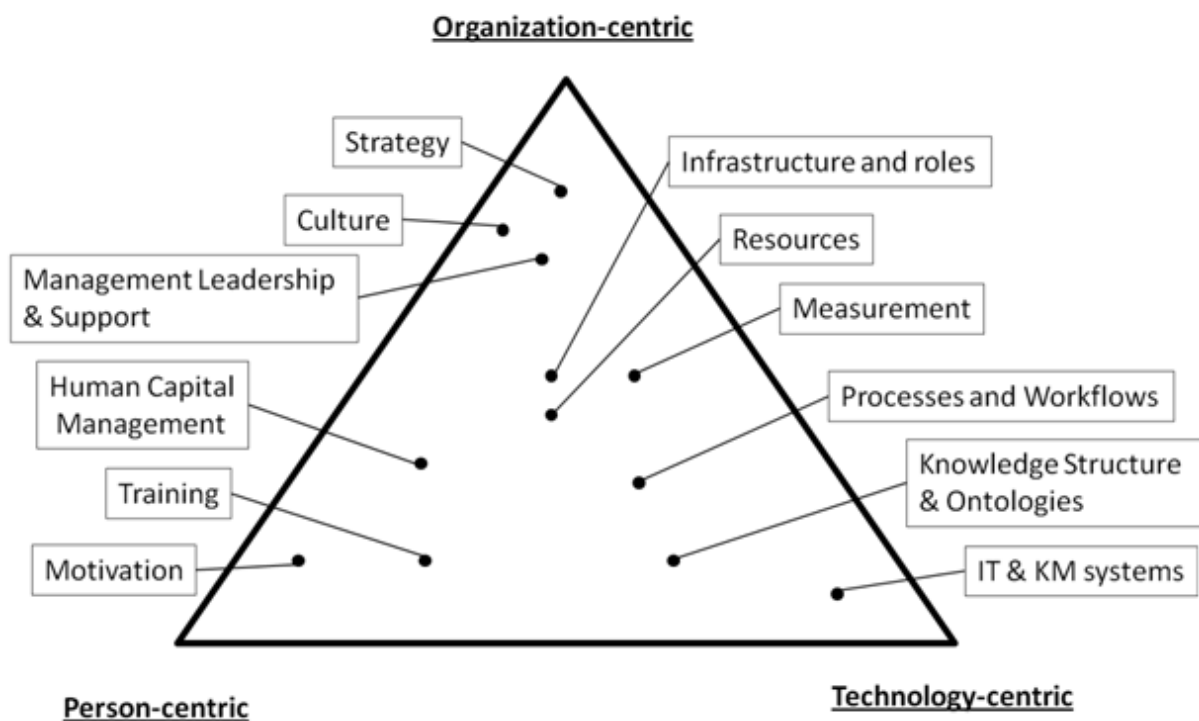 Organization-centric
Strategy
Infrastructure and roles
Culture
Resources
Management Leadership
& Support
Measurement
Human Capital
Management
Processes and Workflows
Knowledge Structure
& Ontologies
Training
Motivation
IT & KM systems
Person-centric
Technology-centric